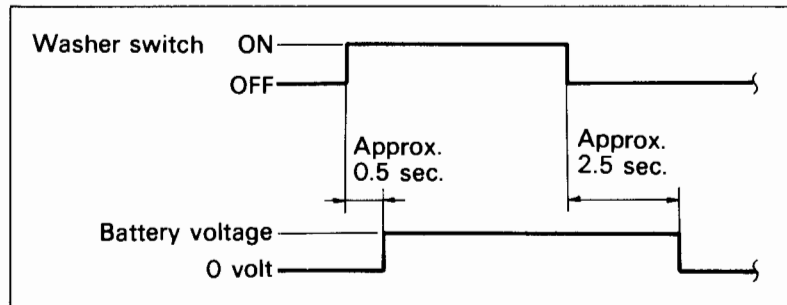 Washer switch ON
OFF
Approx.
0.5 sec.
Approx.
2.5 sec.
Battery voltage
0 volt